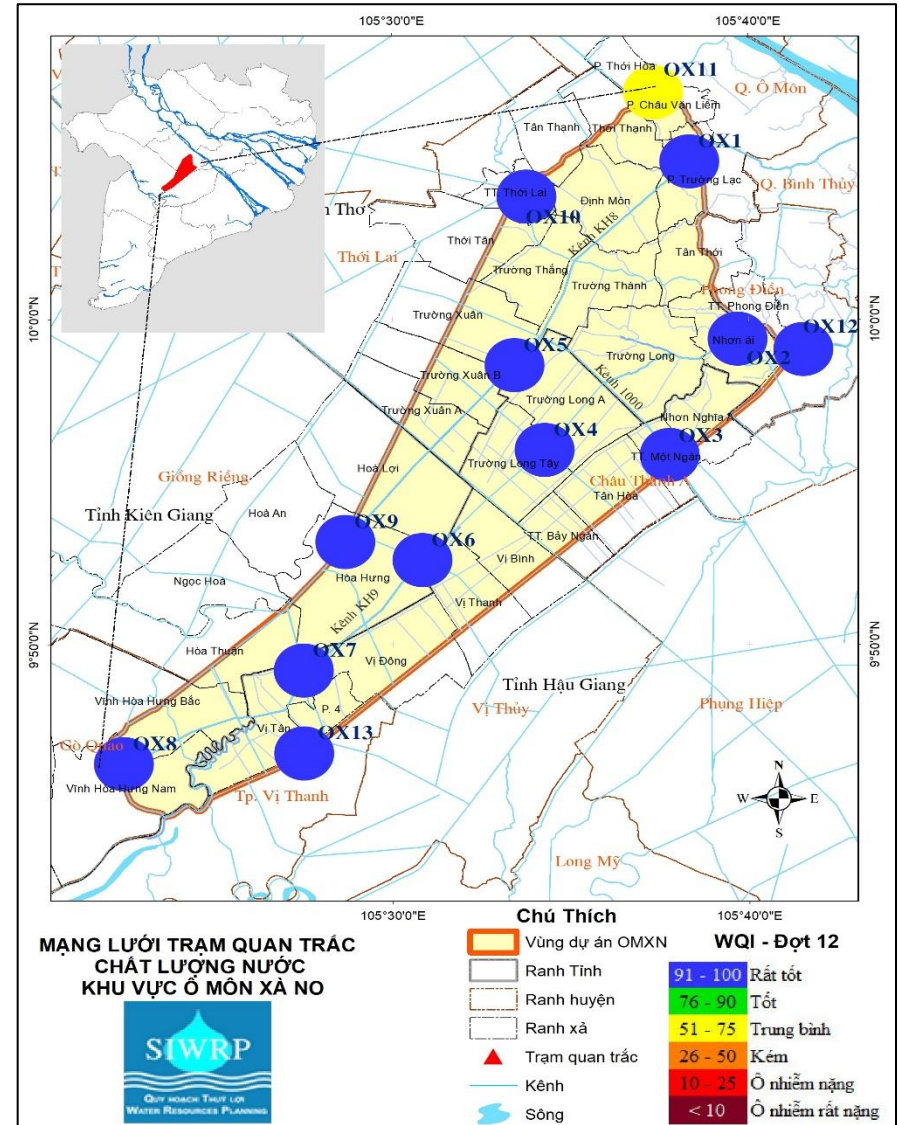 105°30'0"E
105°40'0"E
P. Thới Hòa
OX11
Q. Ô Môn
P. Châu Văn Liêm
Tân Thạnh
Thới Thạnh
OX1
P. Trường Lạc
Q. Bình Thủy
TT. Thới Lai
Định Môn
OX10
Kênh KH8
Thới Tân
Thới Lai
Tân Thới
Trường Thắng
Trường Thành
Phong Điền
TT. Phong Điền
10°0'0"N
10°0'0"N
Trường Xuân
OX5
Nhơn ái
OX2
OX12
Trường Long
Trường Xuân B
Kênh 1000
Trường Long A
Trường Xuân A
Nhơn Nghĩa A
OX4
OX3
Trường Long Tây
TT. Một Ngàn
Hoà Lợi
Giồng Riềng
Châu Thành A
Tân Hòa
Tỉnh Kiên Giang
Hoà An
OX9
OX6
TT. Bảy Ngàn
Vị Bình
Ngọc Hoà
Hòa Hưng
Kênh KH9
Vị Thanh
Hòa Thuận
OX7
Vị Đông
9°50'0"N
9°50'0"N
Tỉnh Hậu Giang
Vĩnh Hòa Hưng Bắc
P. 4
Vị Thủy
Phụng Hiệp
Vị Tân
OX13
Gò Quao
OX8
Vĩnh Hòa Hưng Nam
Tp. Vị Thanh
N
W
E
S
Long Mỹ
105°30'0"E
105°40'0"E
MẠNG LƯỚI TRẠM QUAN TRẮC
CHẤT LƯỢNG NƯỚC
KHU VỰC Ô MÔN XÀ NO
SIWRP
QUY HOẠCH THUỶ LỢI
WATER RESOURCES PLANNING
Chú Thích
Vùng dự án OMXN
Ranh Tỉnh
Ranh huyện
Ranh xã
Trạm quan trắc
Kênh
Sông
WQI - Đợt 12
91 - 100 Rất tốt
76 - 90 Tốt
51 - 75 Trung bình
26 - 50 Kém
10 - 25 Ô nhiễm nặng
< 10 Ô nhiễm rất nặng